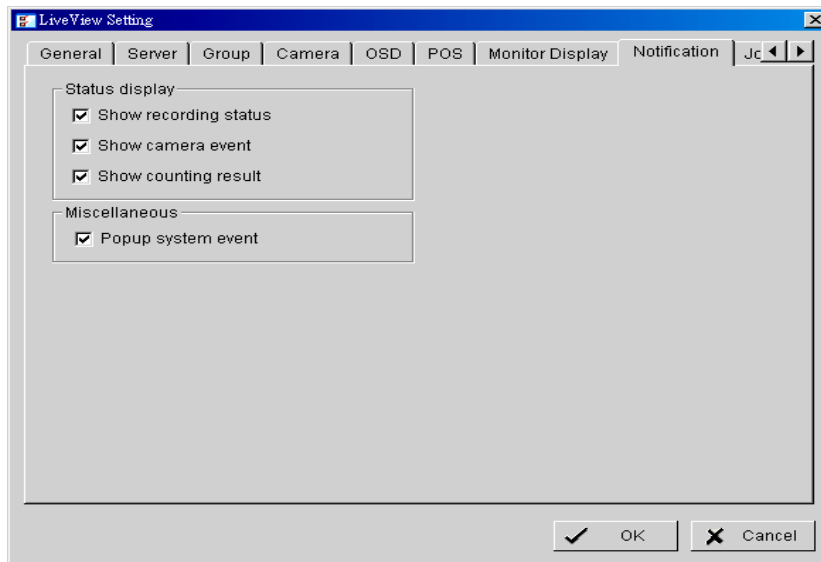 LiveView Setting
General Server Group Camera OSD POS Monitor Display Notification
Status display
Show recording status
Show camera event
Show counting result
Miscellaneous
Popup system event
OK Cancel